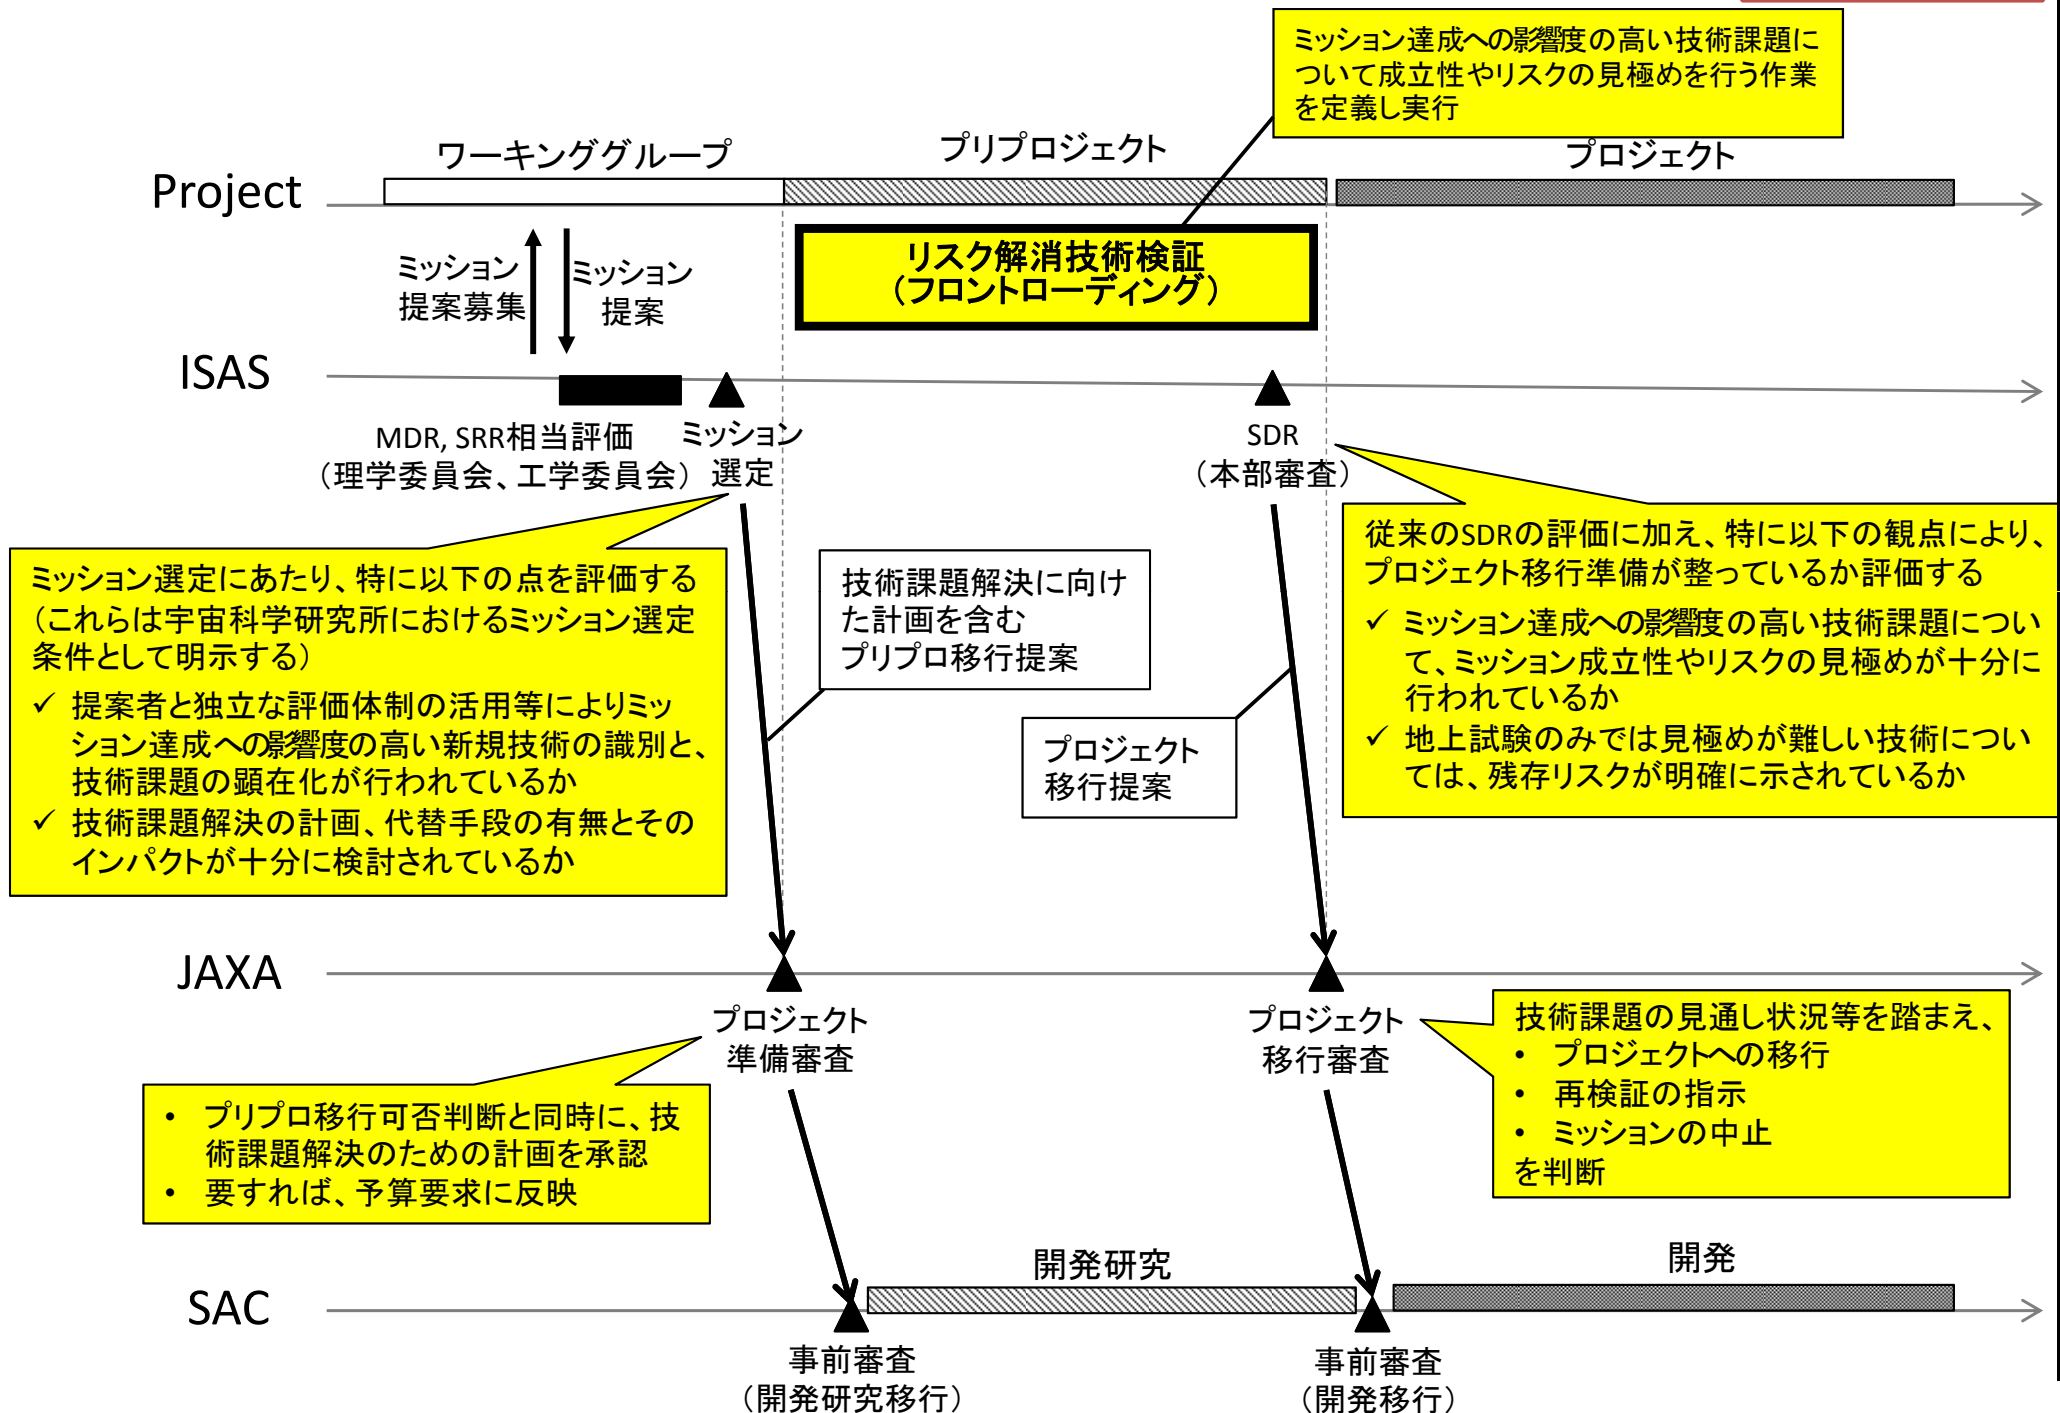 ミッション達成への影響度の高い技術課題に
ついて成立性やリスクの見極めを行う作業
を定義し実行
ワーキンググループ
プリプロジェクト
プロジェクト
Project
リスク解消技術検証
（フロントローディング）
ミッション
提案募集
ミッション
提案
ISAS
MDR, SRR相当評価
（理学委員会、工学委員会）
ミッション
選定
SDR
（本部審査）
ミッション選定にあたり、特に以下の点を評価する
（これらは宇宙科学研究所におけるミッション選定
条件として明示する）
✓ 提案者と独立な評価体制の活用等によりミッ
ション達成への影響度の高い新規技術の識別と、
技術課題の顕在化が行われているか
✓ 技術課題解決の計画、代替手段の有無とその
インパクトが十分に検討されているか
技術課題解決に向け
た計画を含む
プリプロ移行提案
プロジェクト
移行提案
従来のSDRの評価に加え、特に以下の観点により、
プロジェクト移行準備が整っているか評価する
✓ ミッション達成への影響度の高い技術課題につい
て、ミッション成立性やリスクの見極めが十分に
行われているか
✓ 地上試験のみでは見極めが難しい技術につい
ては、残存リスクが明確に示されているか
JAXA
プロジェクト
準備審査
プロジェクト
移行審査
• プリプロ移行可否判断と同時に、技
術課題解決のための計画を承認
• 要すれば、予算要求に反映
技術課題の見通し状況等を踏まえ、
• プロジェクトへの移行
• 再検証の指示
• ミッションの中止
を判断
SAC
開発研究
開発
事前審査
（開発研究移行）
事前審査
（開発移行）